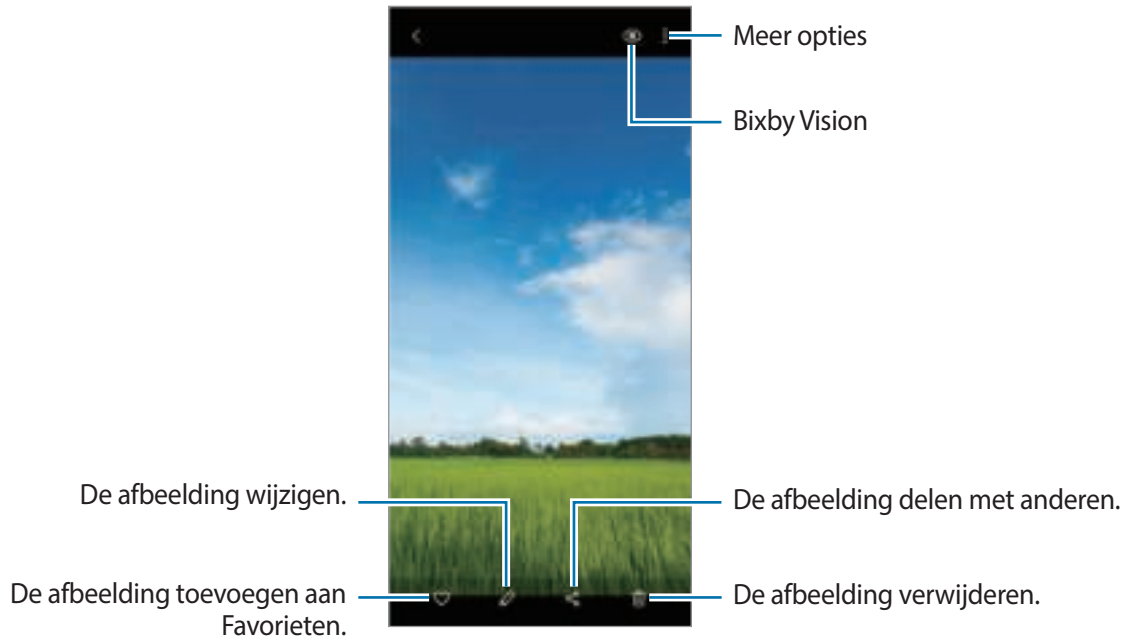 Meer opties
Bixby Vision
De afbeelding wijzigen.
De afbeelding delen met anderen.
De afbeelding toevoegen aan
Favorieten.
De afbeelding verwijderen.